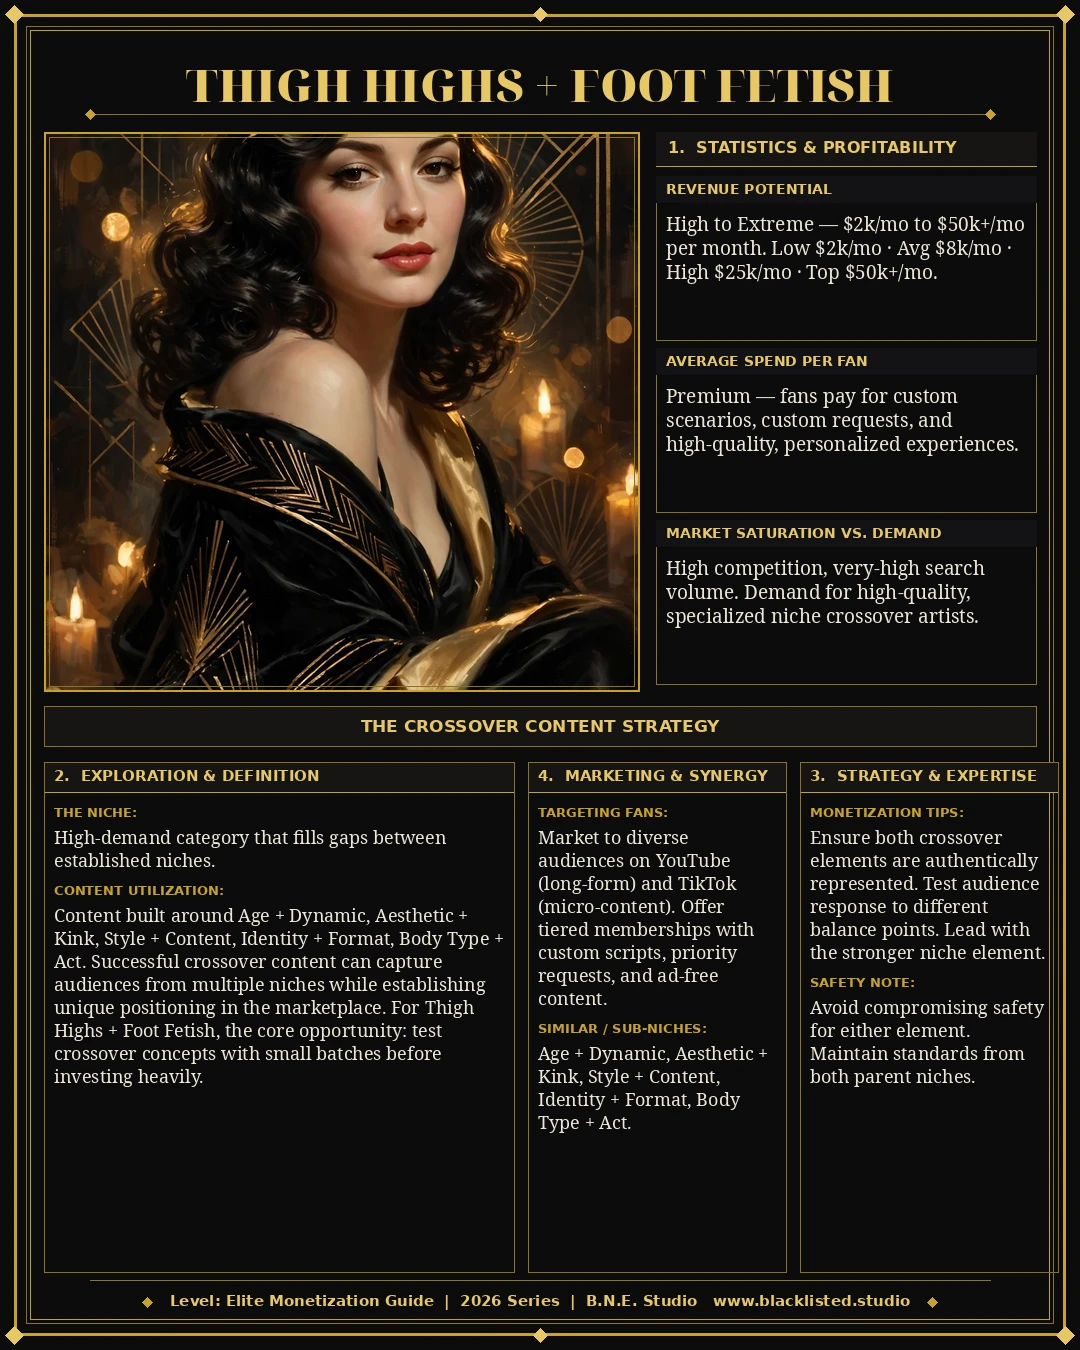 THIGH HIGHS + FOOT FETISH
1. STATISTICS & PROFITABILITY
REVENUE POTENTIAL
High to Extreme — $2k/mo to $50k+/mo
per month. Low $2k/mo · Avg $8k/mo ·
High $25k/mo · Top $50k+/mo.
AVERAGE SPEND PER FAN
Premium — fans pay for custom
scenarios, custom requests, and
high-quality, personalized experiences.
MARKET SATURATION VS. DEMAND
High competition, very-high search
volume. Demand for high-quality,
specialized niche crossover artists.
THE CROSSOVER CONTENT STRATEGY
2. EXPLORATION & DEFINITION
THE NICHE:
High-demand category that fills gaps between
established niches.
CONTENT UTILIZATION:
Content built around Age + Dynamic, Aesthetic +
Kink, Style + Content, Identity + Format, Body Type +
Act. Successful crossover content can capture
audiences from multiple niches while establishing
unique positioning in the marketplace. For Thigh
Highs + Foot Fetish, the core opportunity: test
crossover concepts with small batches before
investing heavily.
4. MARKETING & SYNERGY
TARGETING FANS:
Market to diverse
audiences on YouTube
(long-form) and TikTok
(micro-content). Offer
tiered memberships with
custom scripts, priority
requests, and ad-free
content.
SIMILAR / SUB-NICHES:
Age + Dynamic, Aesthetic +
Kink, Style + Content,
Identity + Format, Body
Type + Act.
3. STRATEGY & EXPERTISE
MONETIZATION TIPS:
Ensure both crossover
elements are authentically
represented. Test audience
response to different
balance points. Lead with
the stronger niche element.
SAFETY NOTE:
Avoid compromising safety
for either element.
Maintain standards from
both parent niches.
Level: Elite Monetization Guide | 2026 Series | B.N.E. Studio www.blacklisted.studio